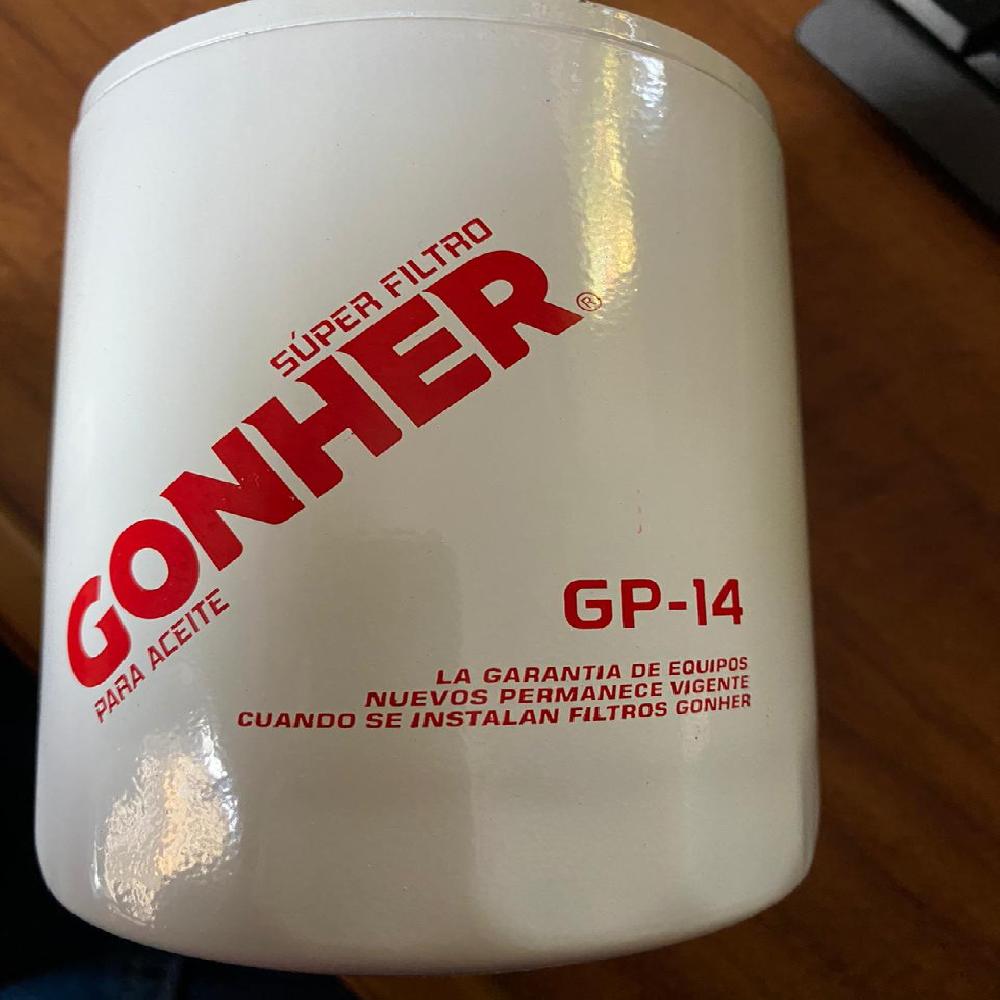 SÚPER FILTRO
GONHER®
PARA ACEITE
GP-14
LA GARANTIA DE EQUIPOS
NUEVOS PERMANECE VIGENTE
CUANDO SE INSTALAN FILTROS GONHER